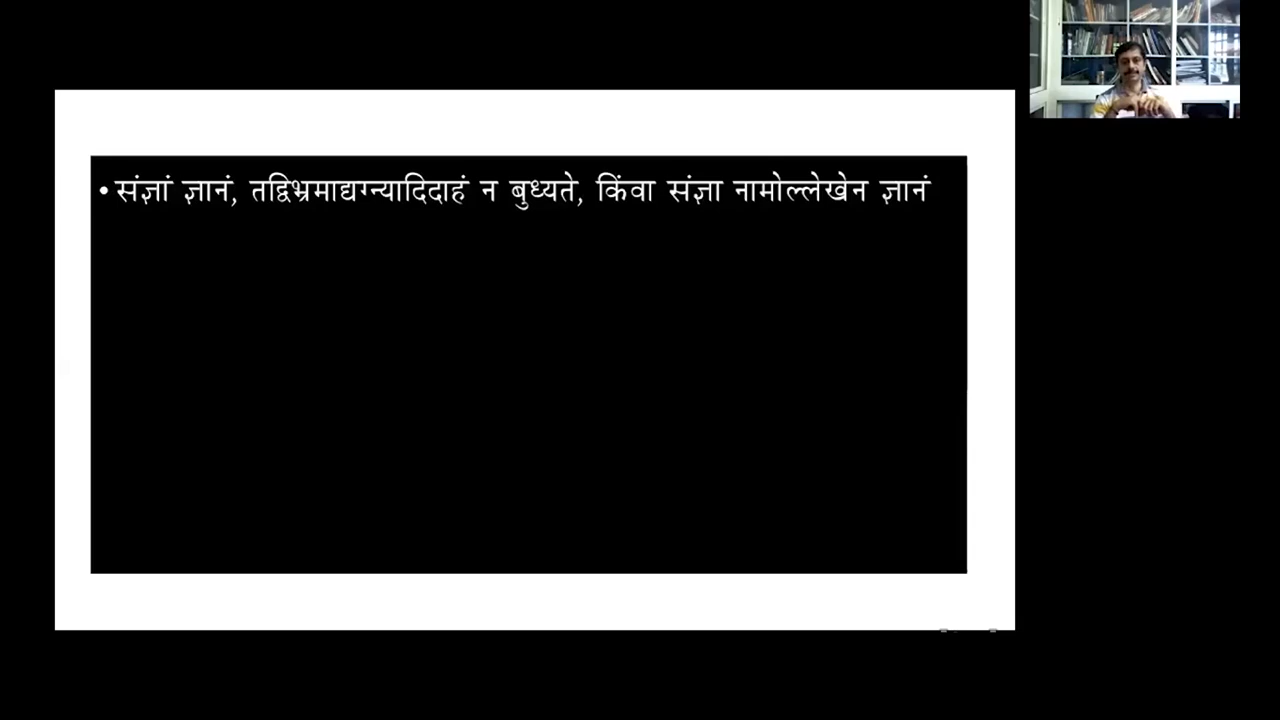 • संज्ञां ज्ञानं, तद्विभ्रमाद्यग्न्यादिदाहं न बुध्यते, किंवा संज्ञा नामोल्लेखेन ज्ञानं